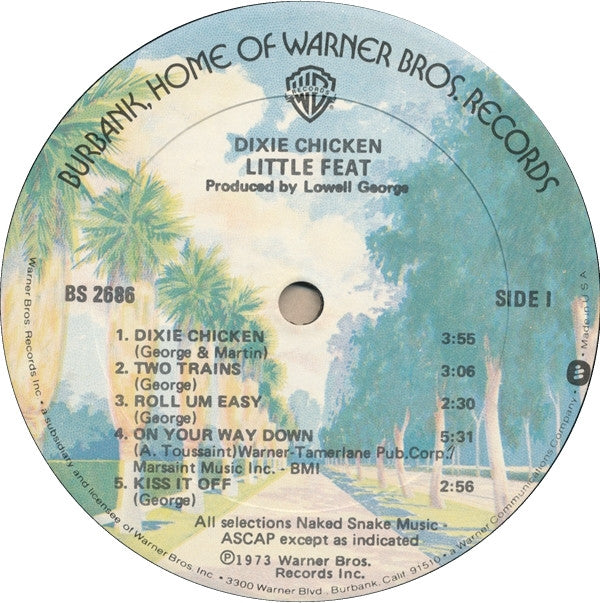 BURBANK, HOME OF WARNER BROS. RECORDS
RECORDS
DIXIE CHICKEN
LITTLE FEAT
Produced by Lowell George
BS 2686
SIDE I
1. DIXIE CHICKEN 3:55
(George & Martin)
2. TWO TRAINS 3:06
(George)
3. ROLL UM EASY 2:30
(George)
4. ON YOUR WAY DOWN 5:31
(A. Toussaint)Warner-Tamerlane Pub.Corp./
Marsaint Music Inc. - BMI
5. KISS IT OFF 2:56
(George)
All selections Naked Snake Music -
ASCAP except as indicated.
Ⓟ1973 Warner Bros.
Records Inc.
Warner Bros. Records Inc. • a subsidiary and licensee of Warner Bros. Inc. • 3300 Warner Blvd., Burbank, Calif. 91510 • a Warner Communications Company • Made in U.S.A.